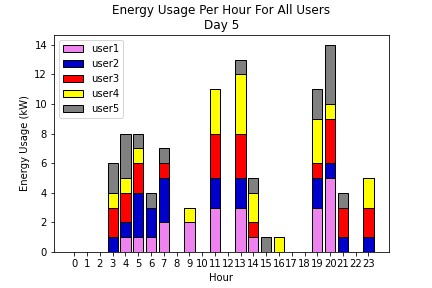 Energy Usage Per Hour For All Users
Day 5
user1
user2
user3
user4
user5
Energy Usage (kW)
14
12
10
8
6
4
2
0
0 1 2 3 4 5 6 7 8 9 10 11 12 13 14 15 16 17 18 19 20 21 22 23
Hour